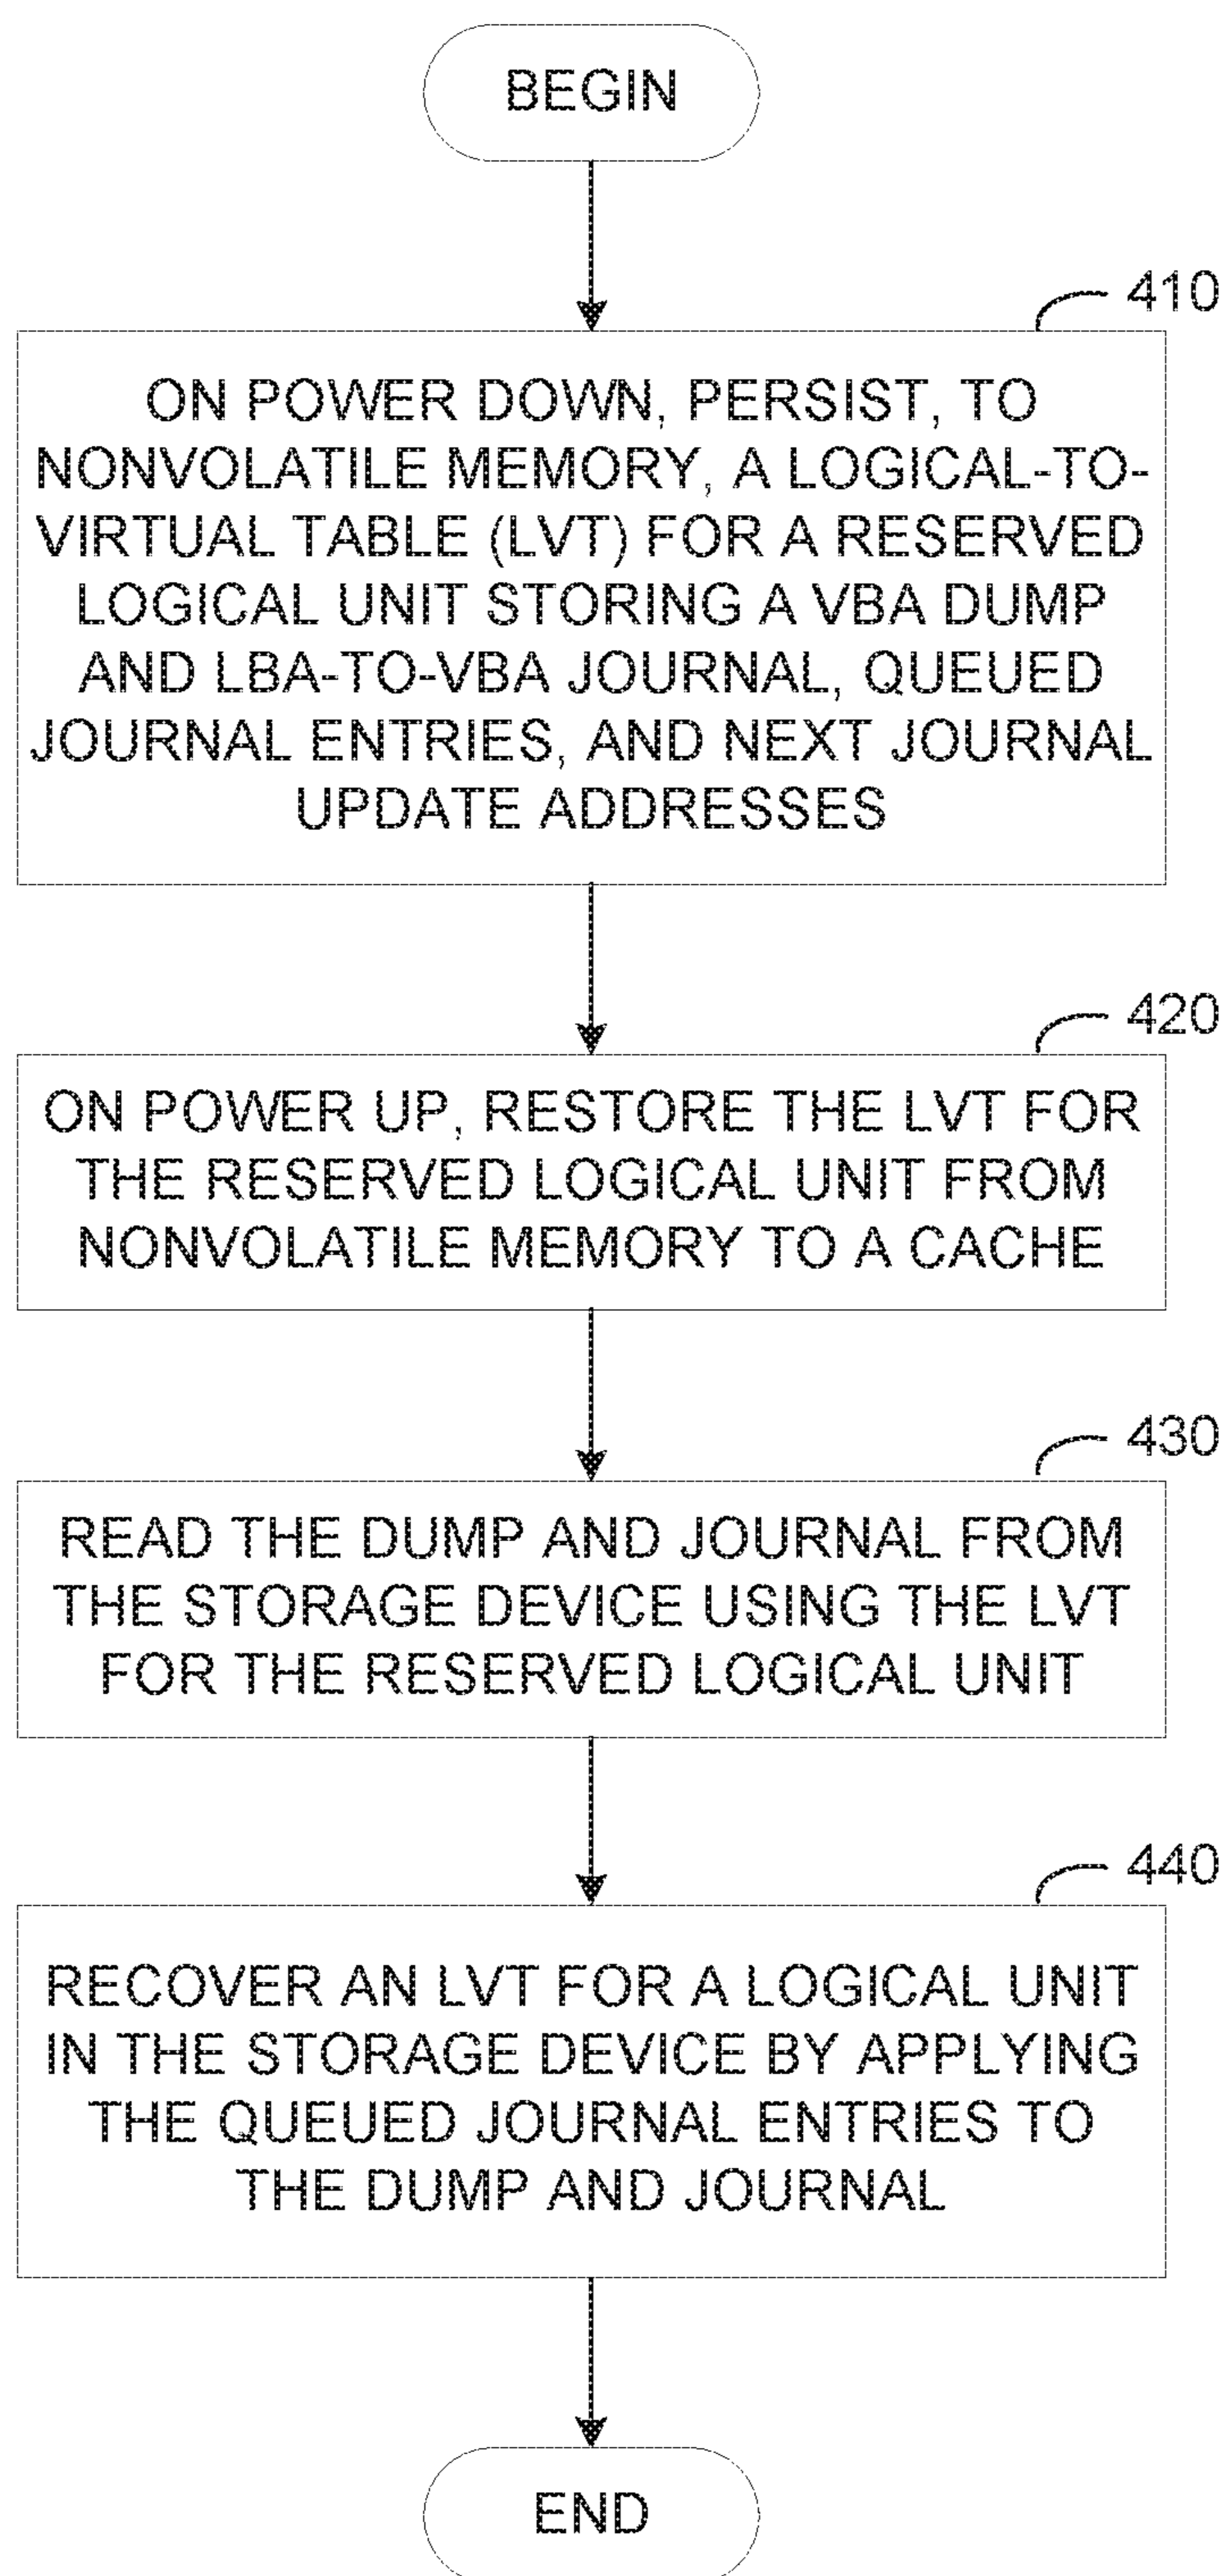 BEGIN
410
ON POWER DOWN, PERSIST, TO
NONVOLATILE MEMORY, A LOGICAL-TO-
VIRTUAL TABLE (LVT) FOR A RESERVED
LOGICAL UNIT STORING A VBA DUMP
AND LBA-TO-VBA JOURNAL, QUEUED
JOURNAL ENTRIES, AND NEXT JOURNAL
UPDATE ADDRESSES
420
ON POWER UP, RESTORE THE LVT FOR
THE RESERVED LOGICAL UNIT FROM
NONVOLATILE MEMORY TO A CACHE
430
READ THE DUMP AND JOURNAL FROM
THE STORAGE DEVICE USING THE LVT
FOR THE RESERVED LOGICAL UNIT
440
RECOVER AN LVT FOR A LOGICAL UNIT
IN THE STORAGE DEVICE BY APPLYING
THE QUEUED JOURNAL ENTRIES TO
THE DUMP AND JOURNAL
END